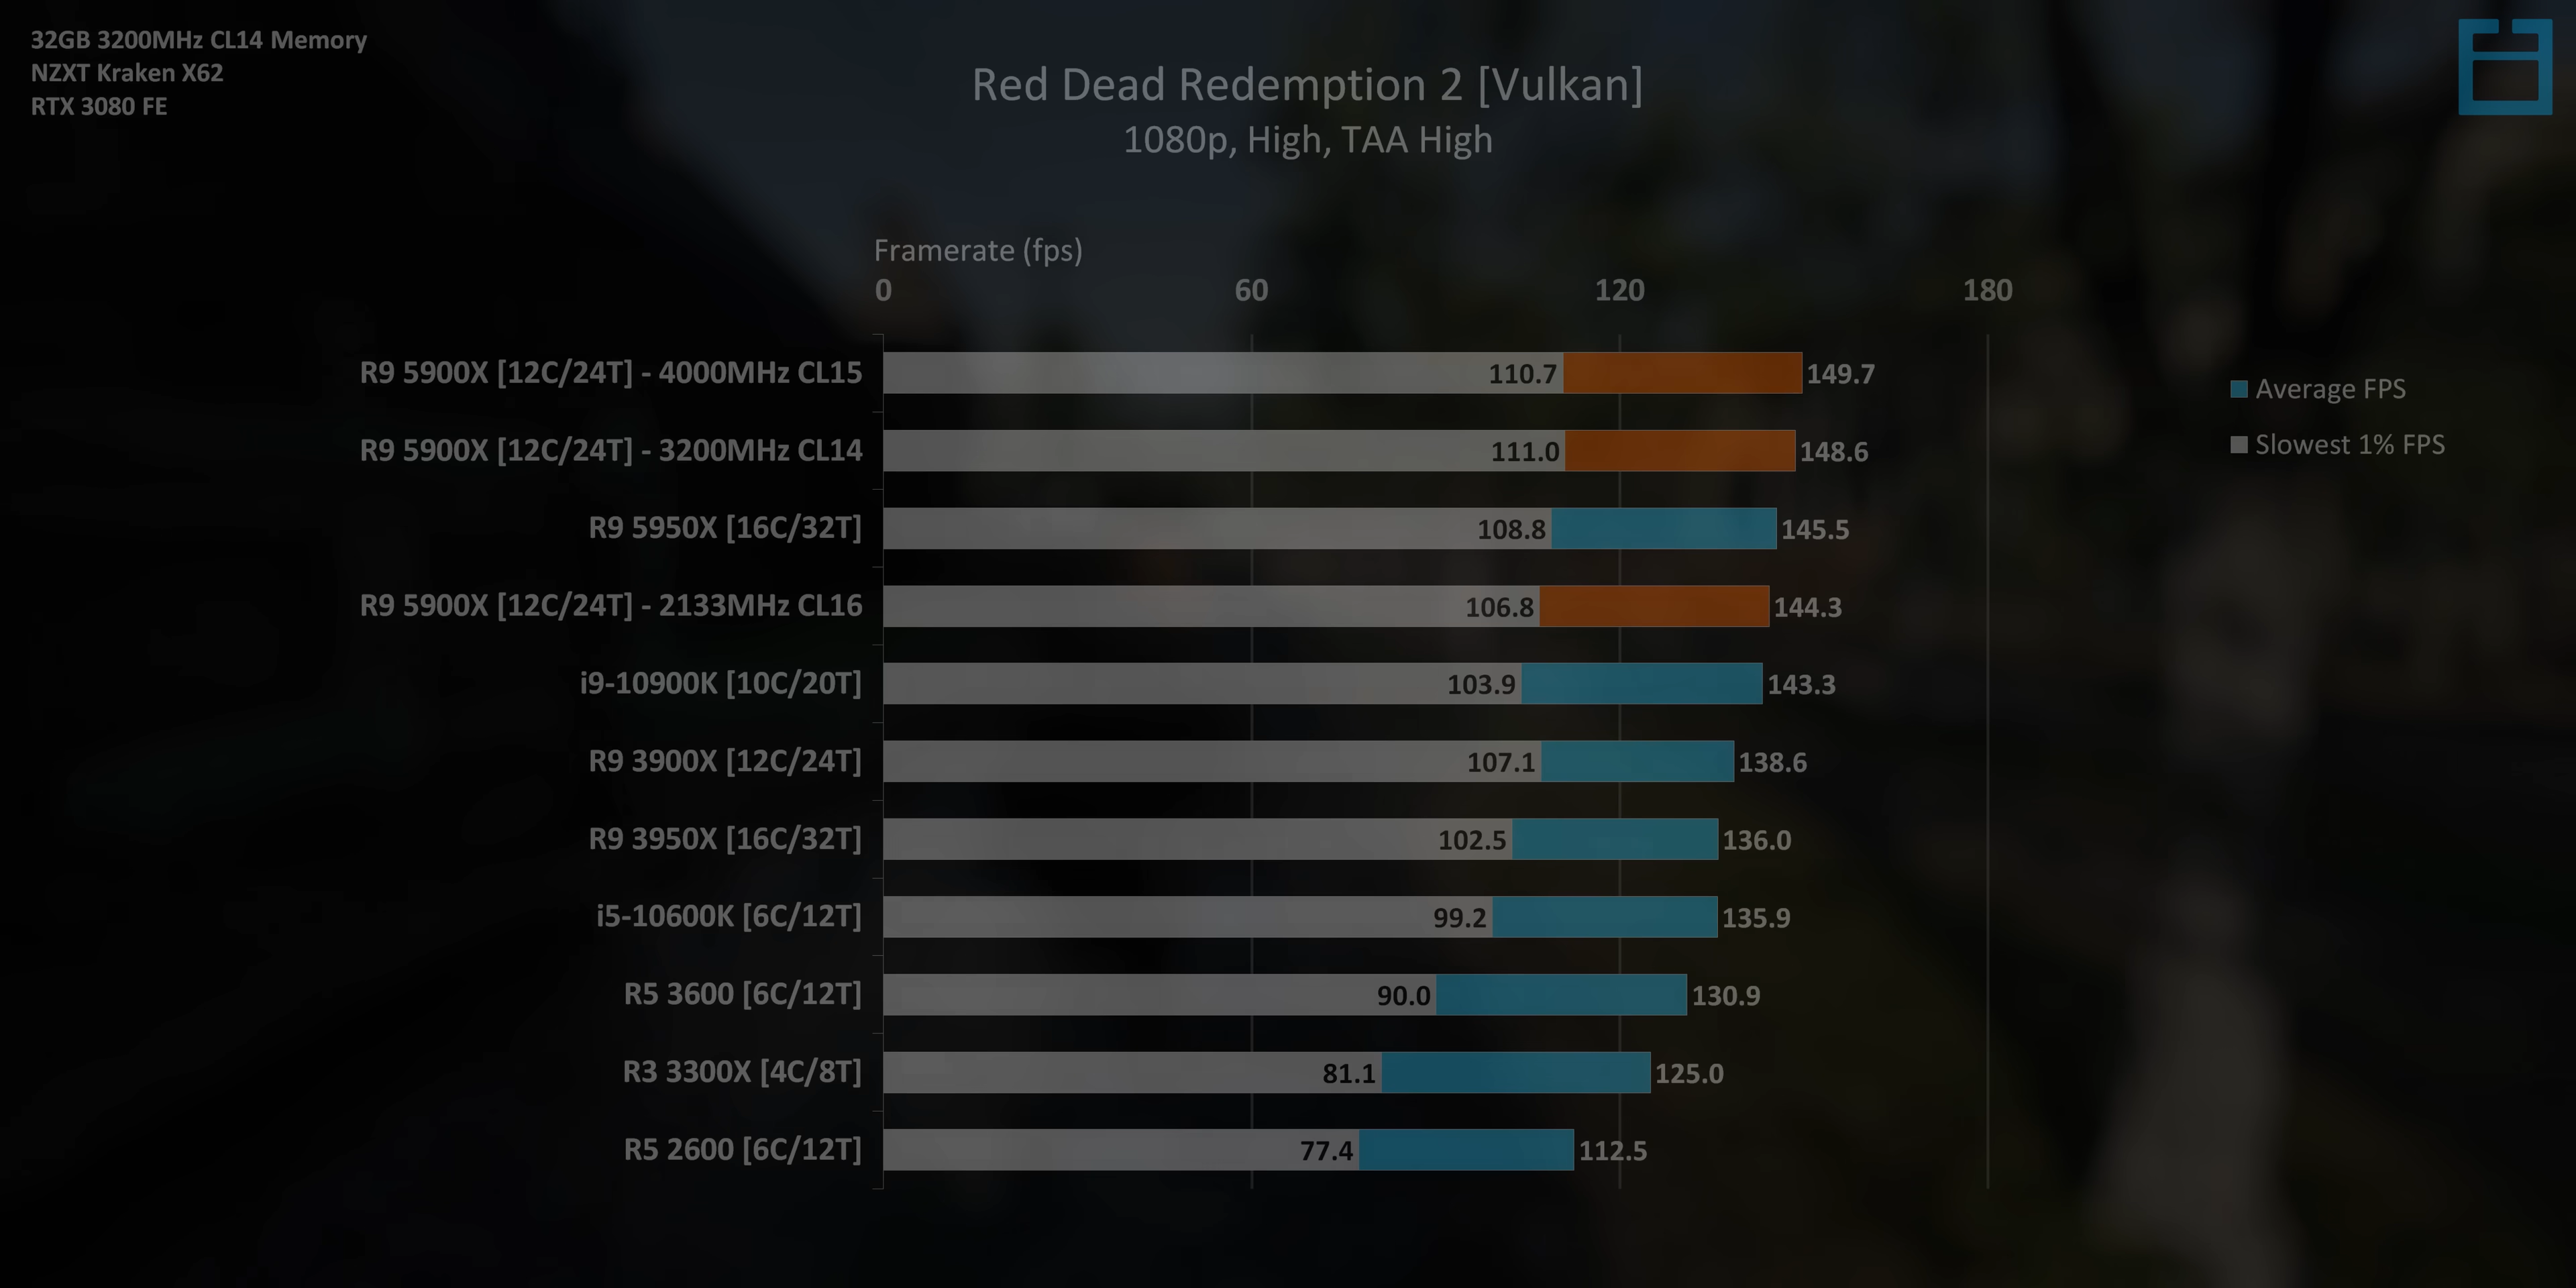 32GB 3200MHz CL14 Memory
NZXT Kraken X62
RTX 3080 FE
Red Dead Redemption 2 [Vulkan]
1080p, High, TAA High
Framerate (fps)
0 60 120 180
R9 5900X [12C/24T] - 4000MHz CL15 110.7 149.7
R9 5900X [12C/24T] - 3200MHz CL14 111.0 148.6
R9 5950X [16C/32T] 108.8 145.5
R9 5900X [12C/24T] - 2133MHz CL16 106.8 144.3
i9-10900K [10C/20T] 103.9 143.3
R9 3900X [12C/24T] 107.1 138.6
R9 3950X [16C/32T] 102.5 136.0
i5-10600K [6C/12T] 99.2 135.9
R5 3600 [6C/12T] 90.0 130.9
R3 3300X [4C/8T] 81.1 125.0
R5 2600 [6C/12T] 77.4 112.5
Average FPS
Slowest 1% FPS